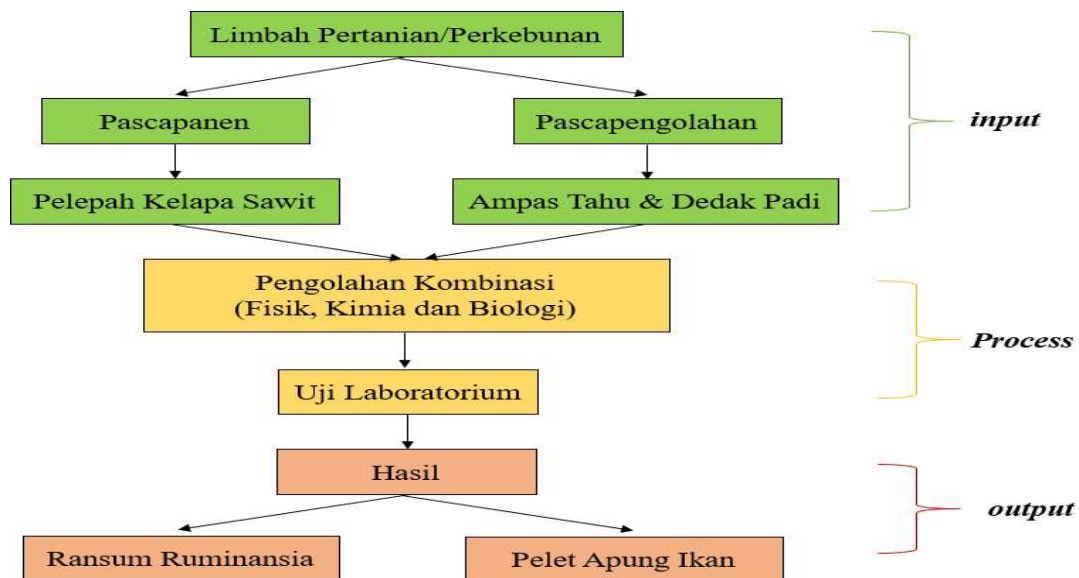 Limbah Pertanian/Perkebunan
Pascapanen
Pascapengolahan
input
Pelepah Kelapa Sawit
Ampas Tahu & Dedak Padi
Pengolahan Kombinasi
(Fisik, Kimia dan Biologi)
Process
Uji Laboratorium
Hasil
output
Ransum Ruminansia
Pelet Apung Ikan